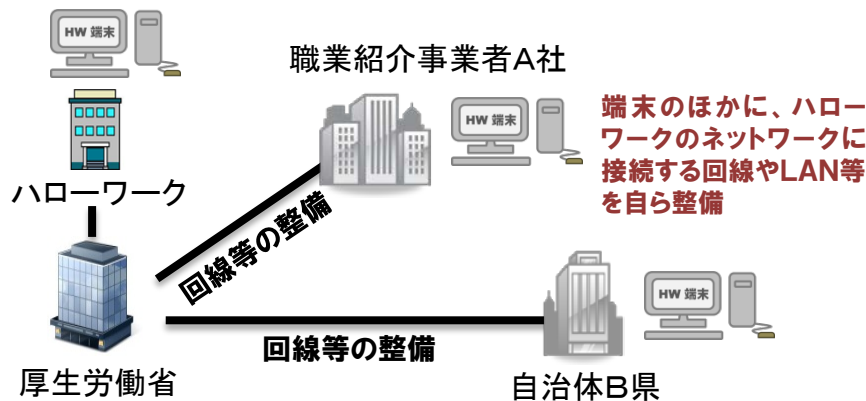 HW 端末
職業紹介事業者A社
HW 端末
端末のほかに、ハロー
ワークのネットワークに
接続する回線やLAN等
を自ら整備
ハローワーク
回線等の整備
HW 端末
回線等の整備
厚生労働省
自治体B県